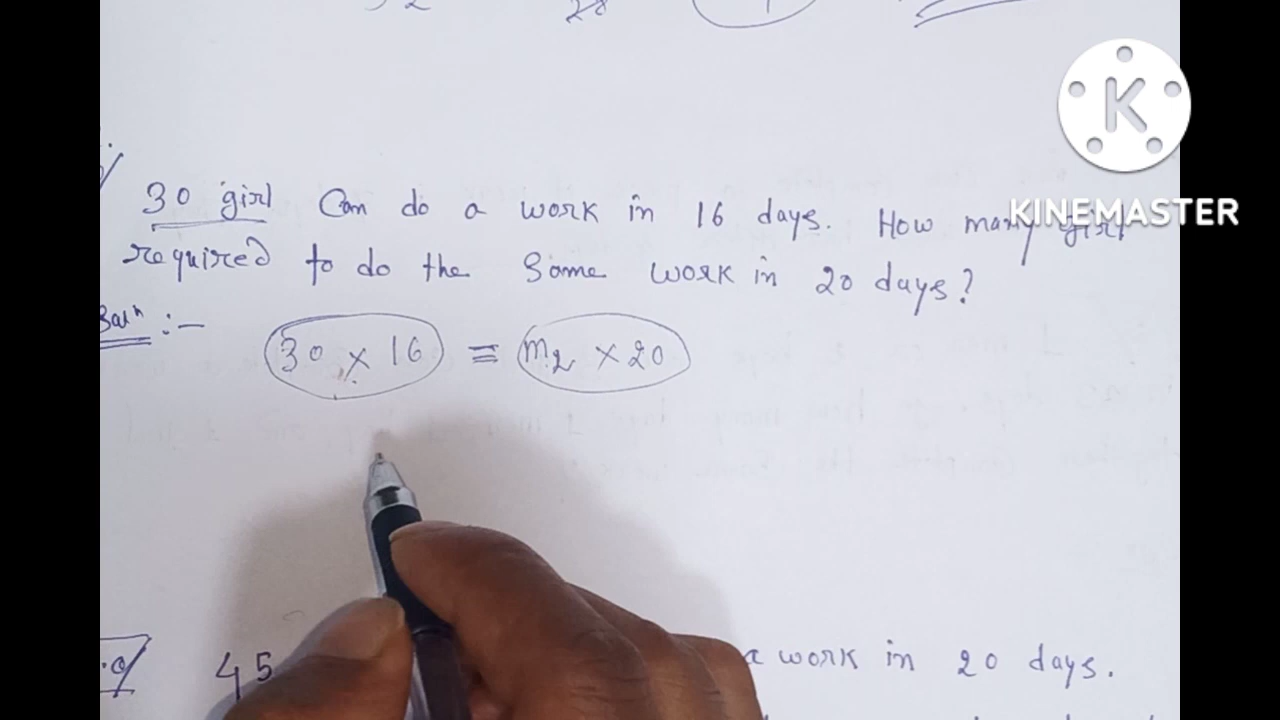 30 girl Can do a work in 16 days. How many girl
required to do the same work in 20 days?
Solⁿ :-
30 × 16 = m₂ × 20
45 a work in 20 days.
K
KINEMASTER